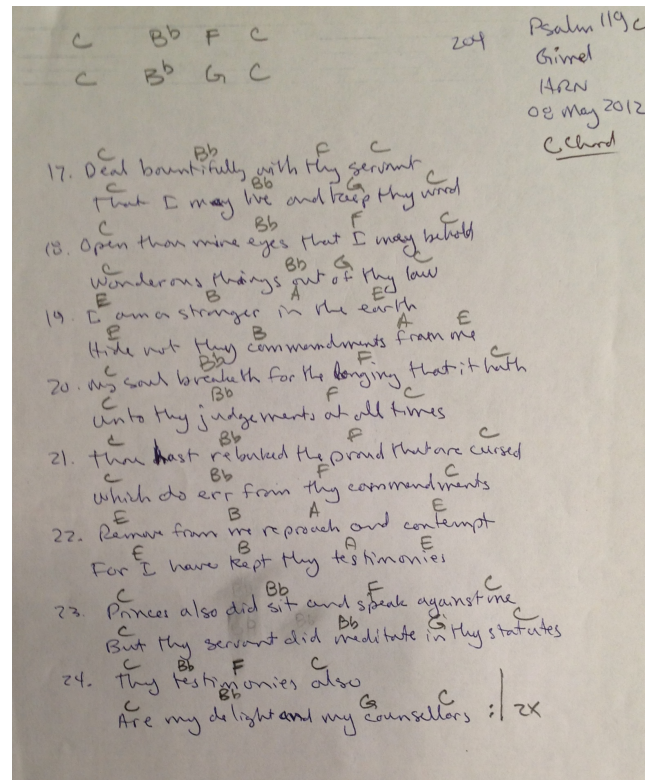 C Bb F C
C Bb G C
204
Psalm 119c
Gimel
HRN
08 May 2012
C Chord
C Bb F C
17. Deal bountifully with thy servant
C Bb G C
that I may live and keep thy word
C Bb F C
18. Open thou mine eyes that I may behold
C Bb G C
Wonderous things out of thy law
E B A E
19. I am a stranger in the earth
E B A E
Hide not thy commandments from me
C Bb F C
20. My soul breaketh for the longing that it hath
C Bb F C
unto thy judgements at all times
C Bb F C
21. thou hast rebuked the proud that are cursed
C Bb F C
which do err from thy commendments
E B A E
22. Remove from me reproach and contempt
E B A E
For I have kept thy testimonies
C Bb F C
23. Princes also did sit and speak against me
C Bb G C
But thy servant did meditate in thy statutes
C Bb F C
24. thy testimonies also
C Bb G C
Are my delight and my counsellors :| 2X